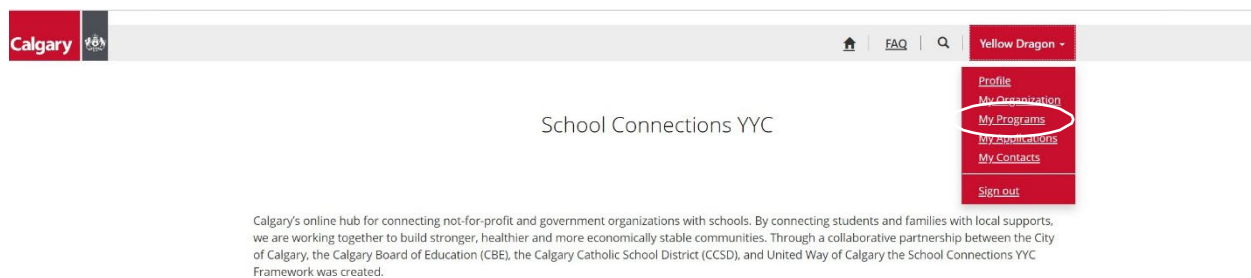 Calgary
FAQ
Yellow Dragon
Profile
My Organization
My Programs
My Applications
My Contacts
Sign out
School Connections YYC
Calgary's online hub for connecting not-for-profit and government organizations with schools. By connecting students and families with local supports,
we are working together to build stronger, healthier and more economically stable communities. Through a collaborative partnership between the City
of Calgary, the Calgary Board of Education (CBE), the Calgary Catholic School District (CCSD), and United Way of Calgary the School Connections YYC
Framework was created.